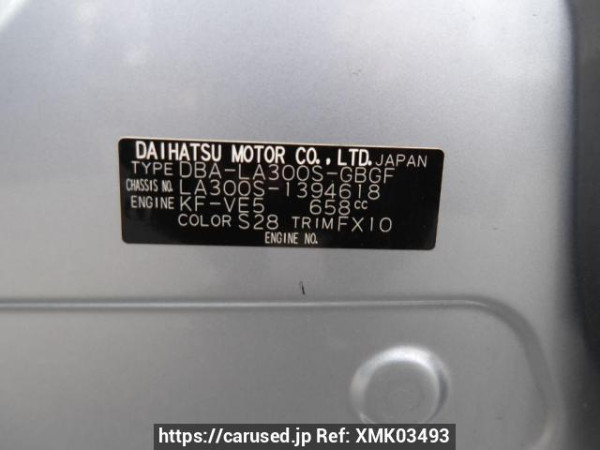 DAIHATSU MOTOR CO.,LTD. JAPAN
TYPE DBA-LA300S-GBGF
CHASSIS NO. LA300S-1394618
ENGINE KF-VE5 658cc
COLOR S28 TRIM FX10
ENGINE NO.
https://carused.jp Ref: XMK03493